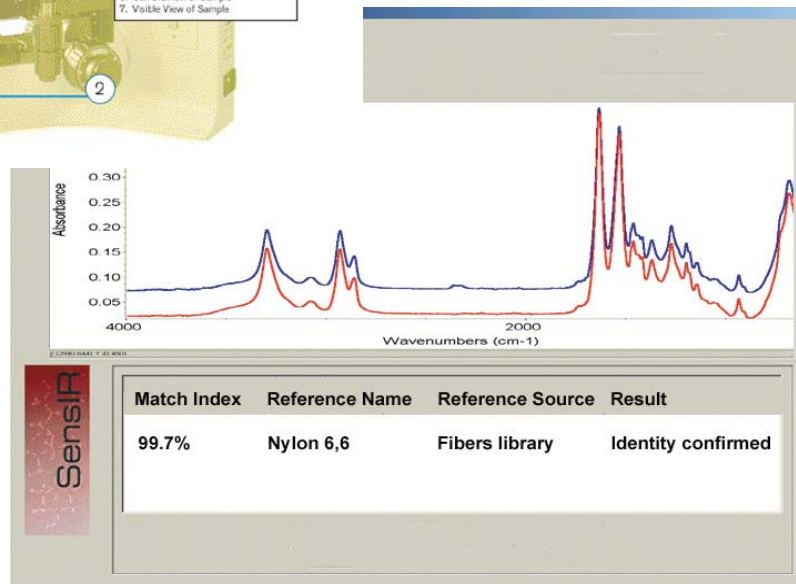 7. Visible View of Sample
2
Absorbance
0.30
0.25
0.20
0.15
0.10
0.05
4000
2000
Wavenumbers (cm-1)
SensIR
Match Index Reference Name Reference Source Result
99.7% Nylon 6,6 Fibers library Identity confirmed